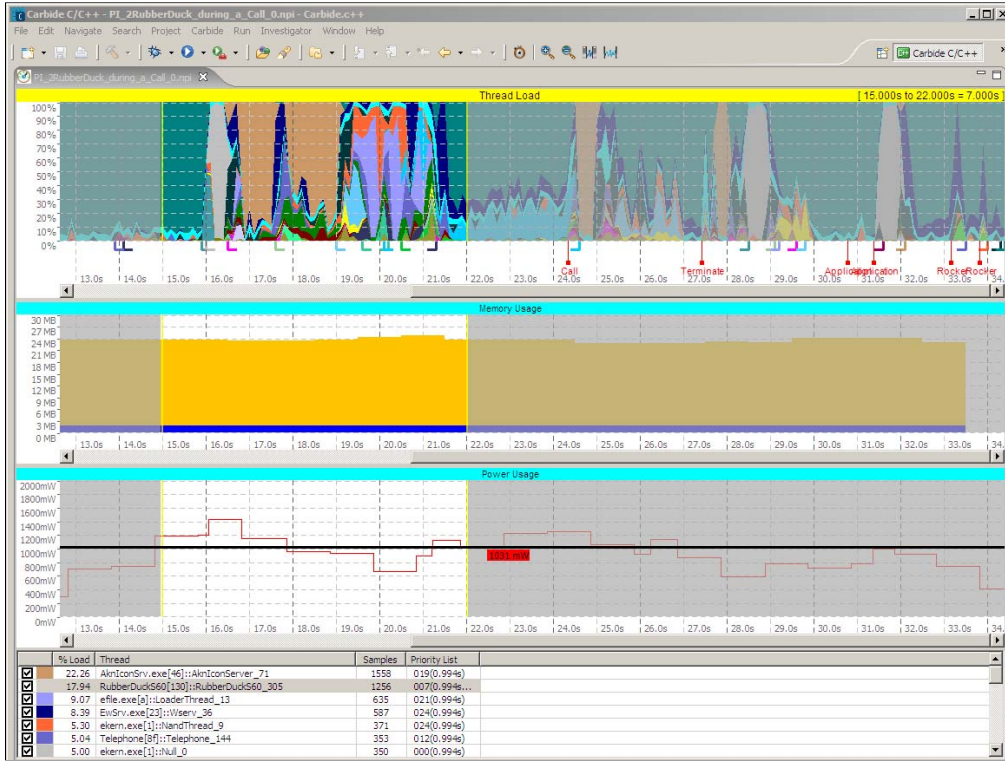 Carbide C/C++ - PI_2RubberDuck_during_a_Call_0.npi - Carbide.c++
File Edit Navigate Search Project Carbide Run Investigator Window Help
Carbide C/C++
PI_2RubberDuck_during_a_Call_0.npi
Thread Load [ 15.000s to 22.000s = 7.000s ]
100%
90%
80%
70%
60%
50%
40%
30%
20%
10%
0%
Call Terminate Application Application Rocker Rocker
13.0s 14.0s 15.0s 16.0s 17.0s 18.0s 19.0s 20.0s 21.0s 22.0s 23.0s 24.0s 25.0s 26.0s 27.0s 28.0s 29.0s 30.0s 31.0s 32.0s 33.0s 34.
Memory Usage
30 MB
27 MB
24 MB
21 MB
18 MB
15 MB
12 MB
9 MB
6 MB
3 MB
0 MB
13.0s 14.0s 15.0s 16.0s 17.0s 18.0s 19.0s 20.0s 21.0s 22.0s 23.0s 24.0s 25.0s 26.0s 27.0s 28.0s 29.0s 30.0s 31.0s 32.0s 33.0s 34.
Power Usage
2000mW
1800mW
1600mW
1400mW
1200mW
1000mW
800mW
600mW
400mW
200mW
0mW
1031 mW
13.0s 14.0s 15.0s 16.0s 17.0s 18.0s 19.0s 20.0s 21.0s 22.0s 23.0s 24.0s 25.0s 26.0s 27.0s 28.0s 29.0s 30.0s 31.0s 32.0s 33.0s 34.
% Load Thread Samples Priority List
22.26 AknIconSrv.exe[46]::AknIconServer_71 1558 019(0.994s)
17.94 RubberDuckS60[130]::RubberDuckS60_305 1256 007(0.994s...
9.07 efile.exe[a]::LoaderThread_13 635 021(0.994s)
8.39 EwSrv.exe[23]::Wserv_36 587 024(0.994s)
5.30 ekern.exe[1]::NandThread_9 371 024(0.994s)
5.04 Telephone[8f]::Telephone_144 353 012(0.994s)
5.00 ekern.exe[1]::Null_0 350 000(0.994s)